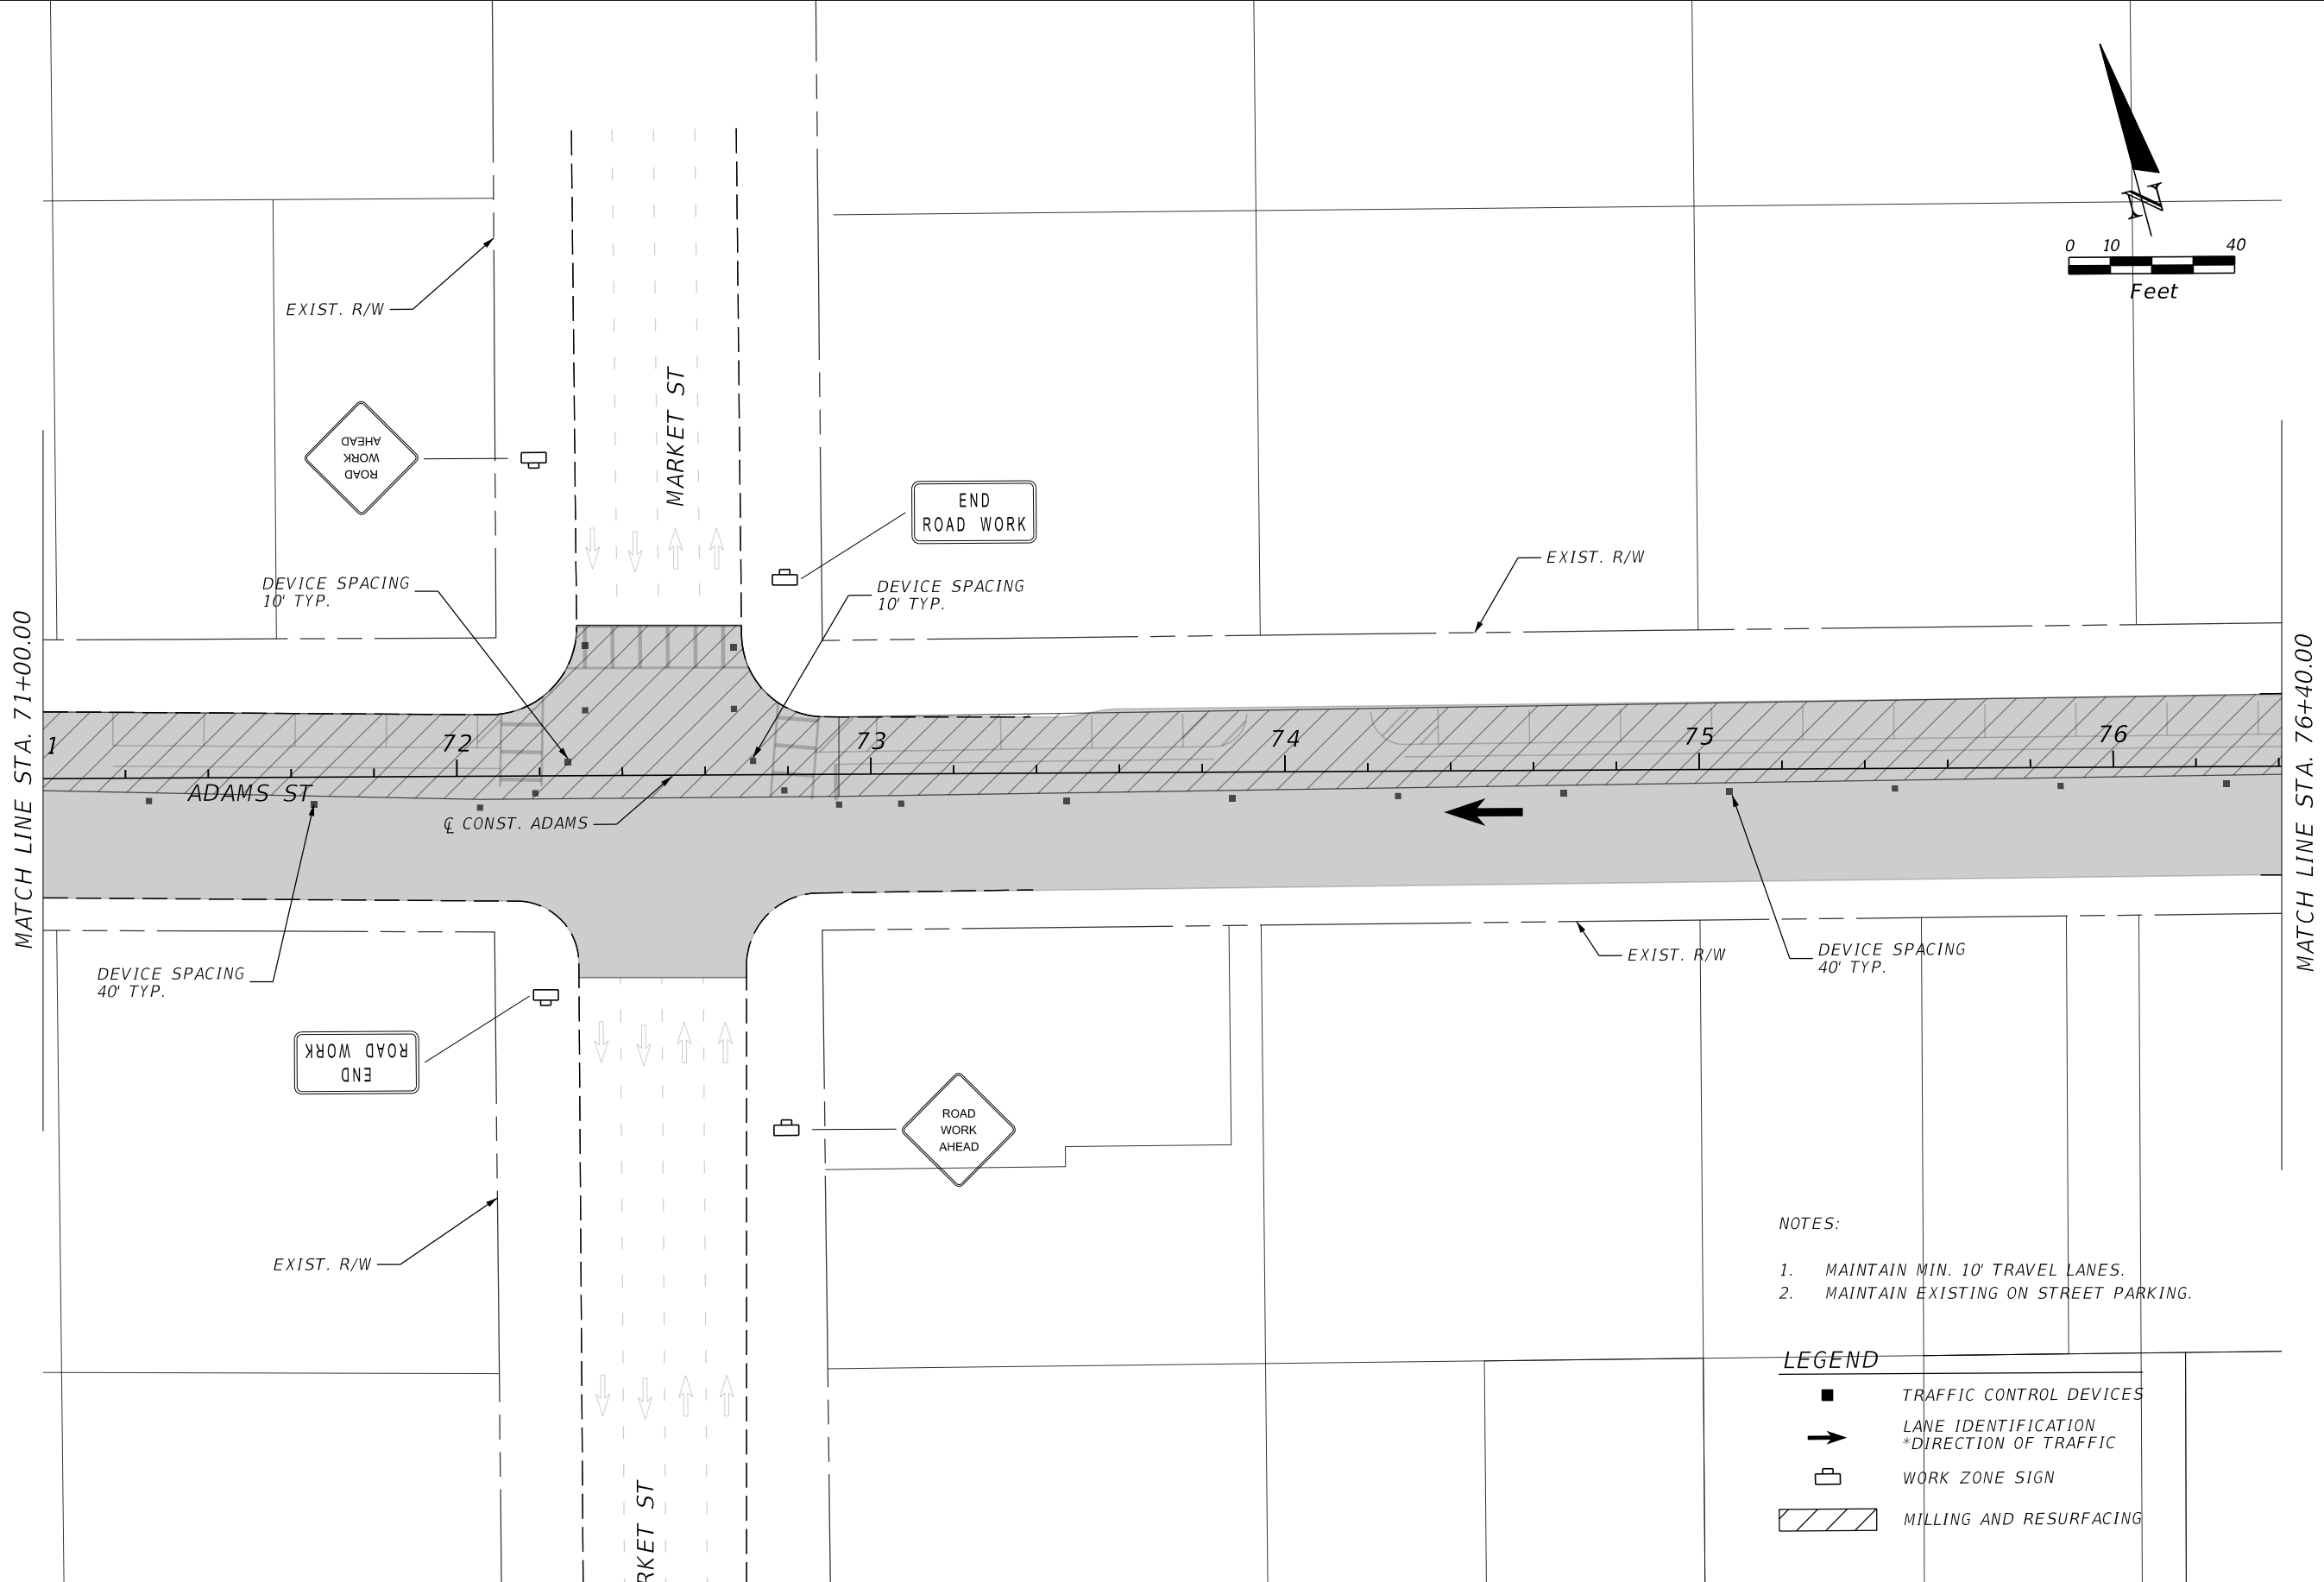 0 10 40
Feet
EXIST. R/W
MARKET ST
ROAD
WORK
AHEAD
END
ROAD WORK
EXIST. R/W
DEVICE SPACING
10' TYP.
DEVICE SPACING
10' TYP.
MATCH LINE STA. 71+00.00
MATCH LINE STA. 76+40.00
1
72
73
74
75
76
ADAMS ST
℄ CONST. ADAMS
DEVICE SPACING
40' TYP.
EXIST. R/W
DEVICE SPACING
40' TYP.
END
ROAD WORK
ROAD
WORK
AHEAD
EXIST. R/W
RKET ST
NOTES:
1. MAINTAIN MIN. 10' TRAVEL LANES.
2. MAINTAIN EXISTING ON STREET PARKING.
LEGEND
TRAFFIC CONTROL DEVICES
LANE IDENTIFICATION
*DIRECTION OF TRAFFIC
WORK ZONE SIGN
MILLING AND RESURFACING